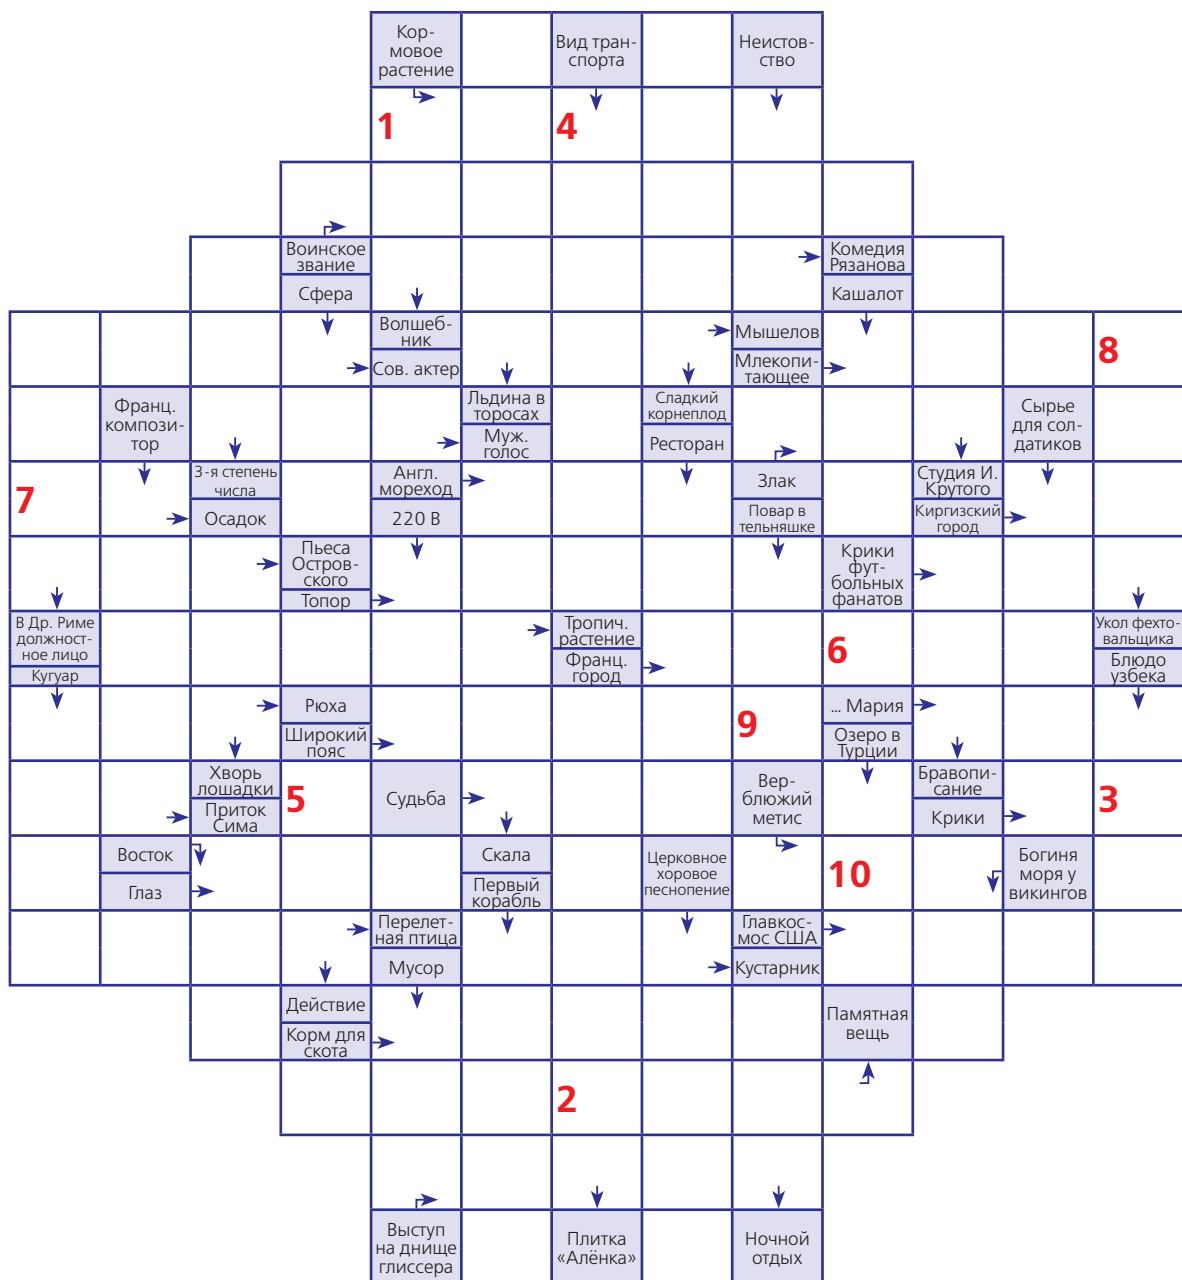 Кор-
мовое
растение
Вид тран-
спорта
Неистов-
ство
1
4
Воинское
звание
Сфера
Комедия
Рязанова
Кашалот
Волшеб-
ник
Сов. актер
Мышелов
Млекопи-
тающее
8
Франц.
компози-
тор
Льдина в
торосах
Муж.
голос
Сладкий
корнеплод
Ресторан
Сырье
для сол-
датиков
7
3-я степень
числа
Осадок
Англ.
мореход
220 В
Злак
Повар в
тельняшке
Студия И.
Крутого
Киргизский
город
Пьеса
Остров-
ского
Топор
Крики
фут-
больных
фанатов
В Др. Риме
должност-
ное лицо
Кугуар
Тропич.
растение
Франц.
город
6
Укол фехто-
вальщика
Блюдо
узбека
Рюха
Широкий
пояс
9
... Мария
Озеро в
Турции
Хворь
лошадки
Приток
Сима
5
Судьба
Вер-
блюжий
метис
Бравопи-
сание
Крики
3
Восток
Глаз
Скала
Первый
корабль
Церковное
хоровое
песнопение
10
Богиня
моря у
викингов
Перелет-
ная птица
Мусор
Главкос-
мос США
Кустарник
Действие
Корм для
скота
Памятная
вещь
2
Выступ
на днище
глиссера
Плитка
«Алёнка»
Ночной
отдых